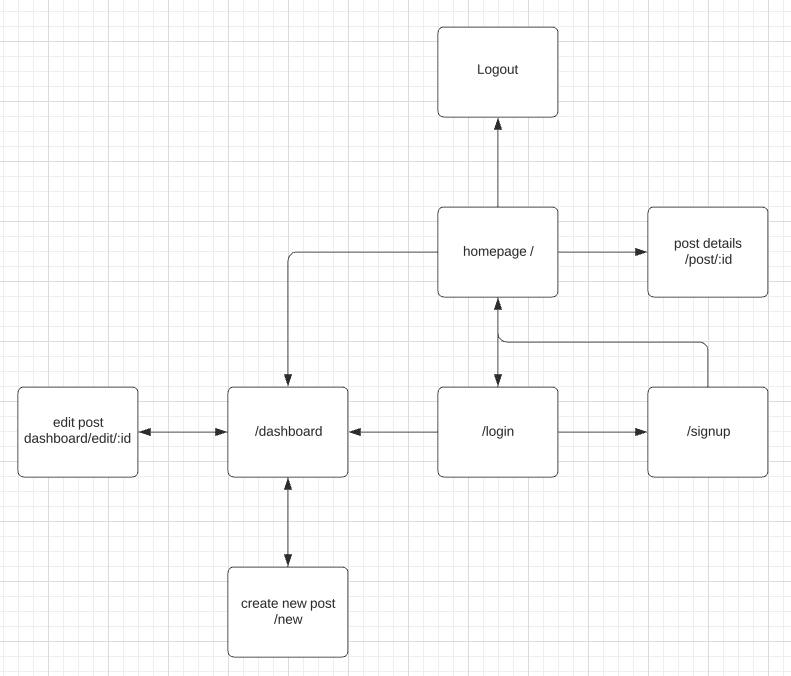 Logout
homepage /
post details
/post/:id
edit post
dashboard/edit/:id
/dashboard
/login
/signup
create new post
/new